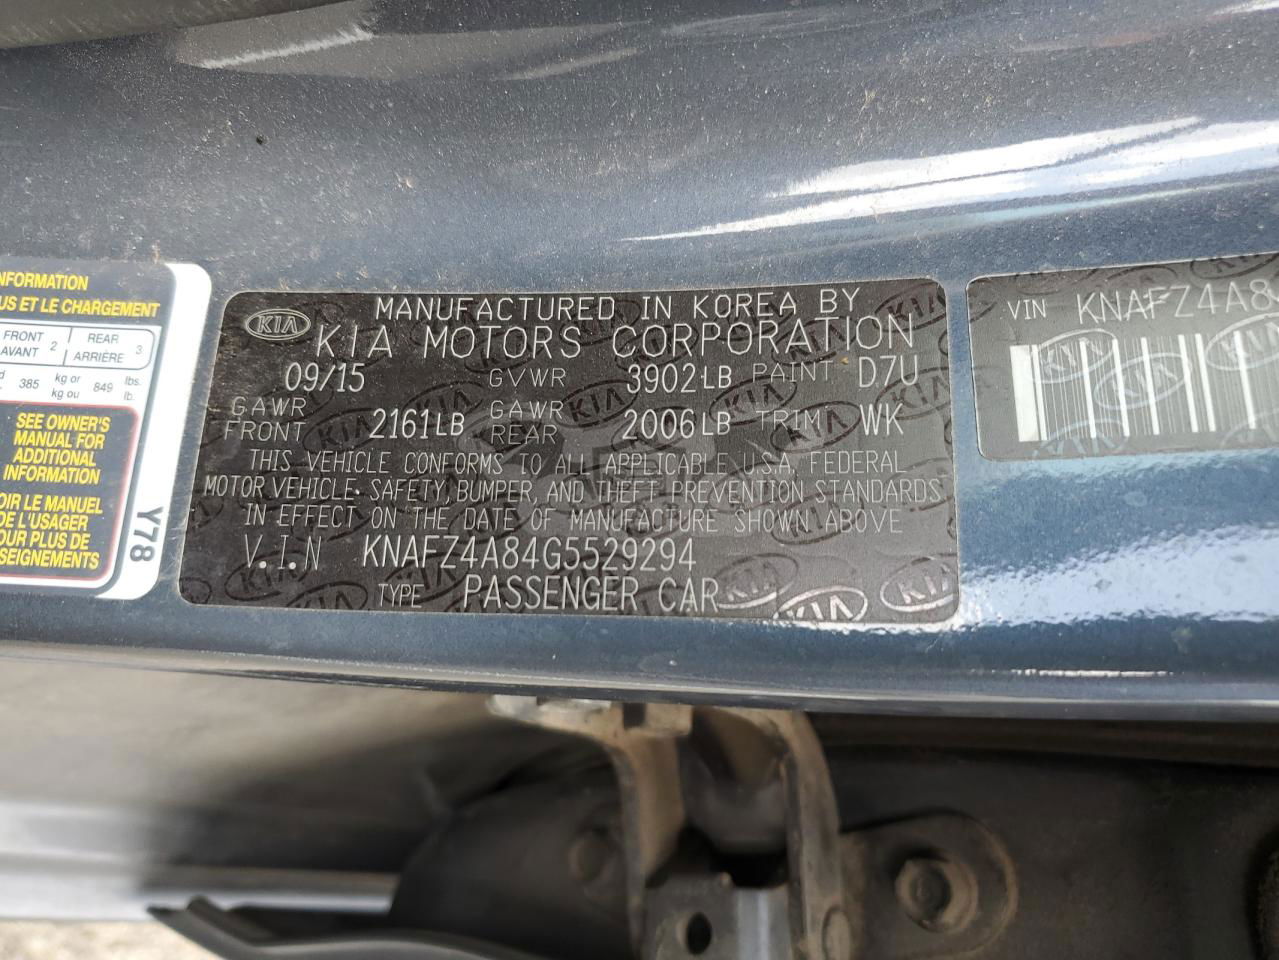 NFORMATION
US ET LE CHARGEMENT
FRONT
AVANT 2
REAR
ARRIÈRE 3
385 kg or
kg ou 849 lbs.
lb.
SEE OWNER'S
MANUAL FOR
ADDITIONAL
INFORMATION
OIR LE MANUEL
DE L'USAGER
OUR PLUS DE
SEIGNEMENTS
Y78
KIA
MANUFACTURED IN KOREA BY
KIA MOTORS CORPORATION
09/15 GVWR 3902LB PAINT D7U
GAWR
FRONT 2161LB GAWR
REAR 2006LB TRIM WK
THIS VEHICLE CONFORMS TO ALL APPLICABLE U.S.A. FEDERAL
MOTOR VEHICLE SAFETY, BUMPER, AND THEFT PREVENTION STANDARDS
IN EFFECT ON THE DATE OF MANUFACTURE SHOWN ABOVE
V.I.N KNAFZ4A84G5529294
TYPE PASSENGER CAR
VIN KNAFZ4A8